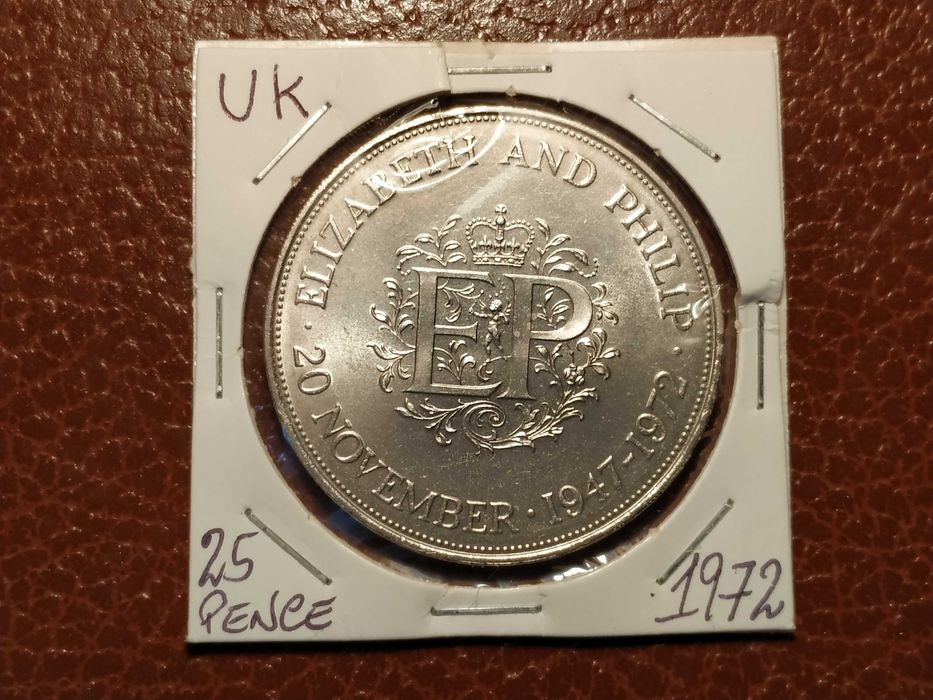 UK
· ELIZABETH AND PHILIP ·
EP
20 NOVEMBER · 1947-1972
25
PENCE
1972